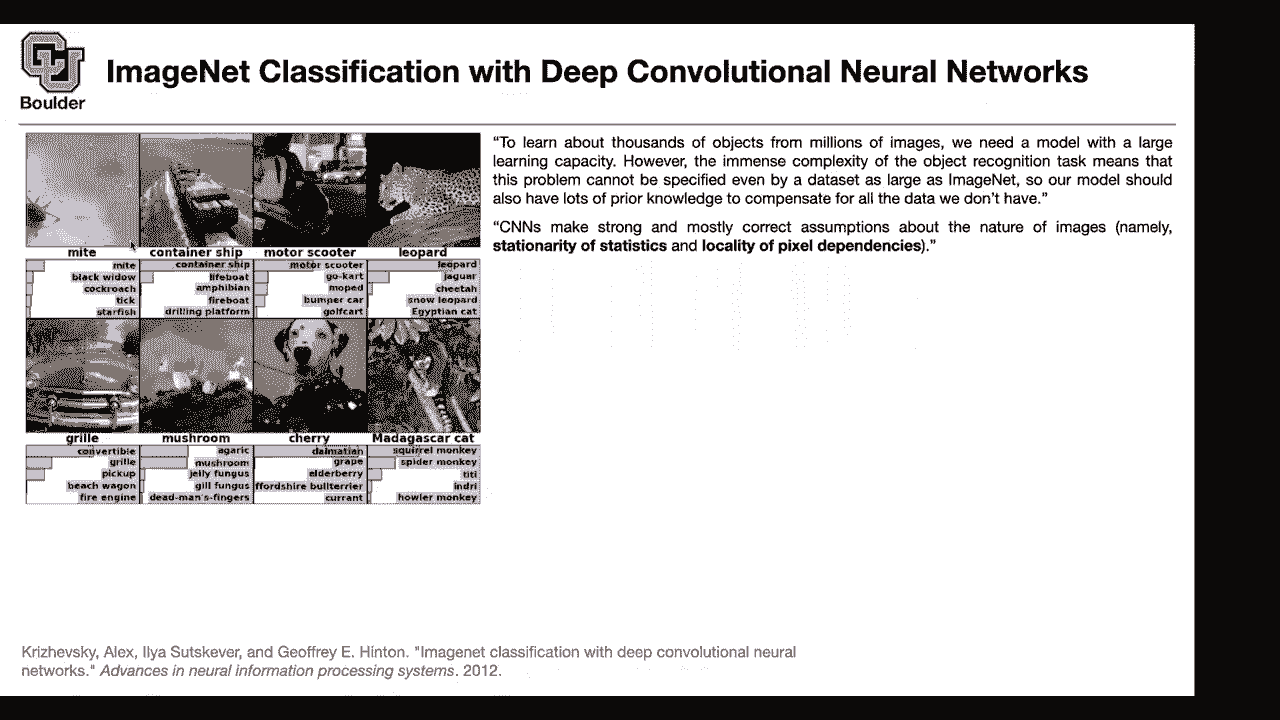 Boulder
ImageNet Classification with Deep Convolutional Neural Networks
“To learn about thousands of objects from millions of images, we need a model with a large
learning capacity. However, the immense complexity of the object recognition task means that
this problem cannot be specified even by a dataset as large as ImageNet, so our model should
also have lots of prior knowledge to compensate for all the data we don’t have.”
“CNNs make strong and mostly correct assumptions about the nature of images (namely,
stationarity of statistics and locality of pixel dependencies).”
mite container ship motor scooter leopard
mite container ship motor scooter leopard
black widow lifeboat go-kart jaguar
cockroach amphibian moped cheetah
tick fireboat bumper car snow leopard
starfish drilling platform golfcart Egyptian cat
grille mushroom cherry Madagascar cat
convertible agaric dalmatian squirrel monkey
grille mushroom grape spider monkey
pickup jelly fungus elderberry titi
beach wagon gill fungus ffordshire bullterrier indri
fire engine dead-man's-fingers currant howler monkey
Krizhevsky, Alex, Ilya Sutskever, and Geoffrey E. Hinton. "Imagenet classification with deep convolutional neural
networks." Advances in neural information processing systems. 2012.